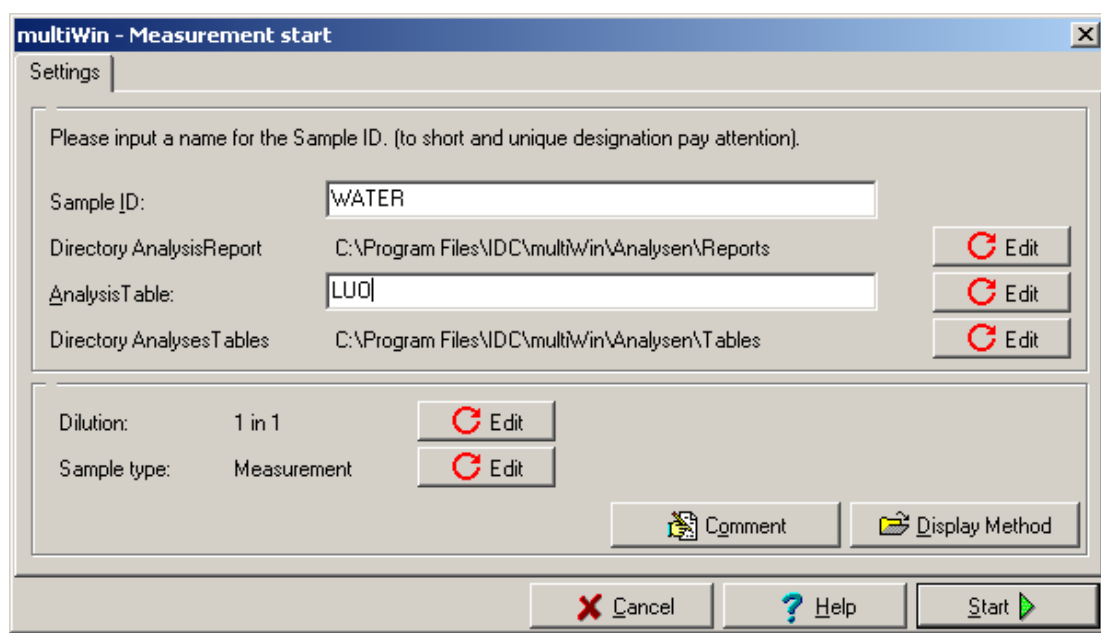 multiWin - Measurement start
Settings
Please input a name for the Sample ID. (to short and unique designation pay attention).
Sample ID: WATER
Directory AnalysisReport C:\Program Files\IDC\multiWin\Analysen\Reports Edit
AnalysisTable: LUO Edit
Directory AnalysesTables C:\Program Files\IDC\multiWin\Analysen\Tables Edit
Dilution: 1 in 1 Edit
Sample type: Measurement Edit
Comment Display Method
Cancel Help Start